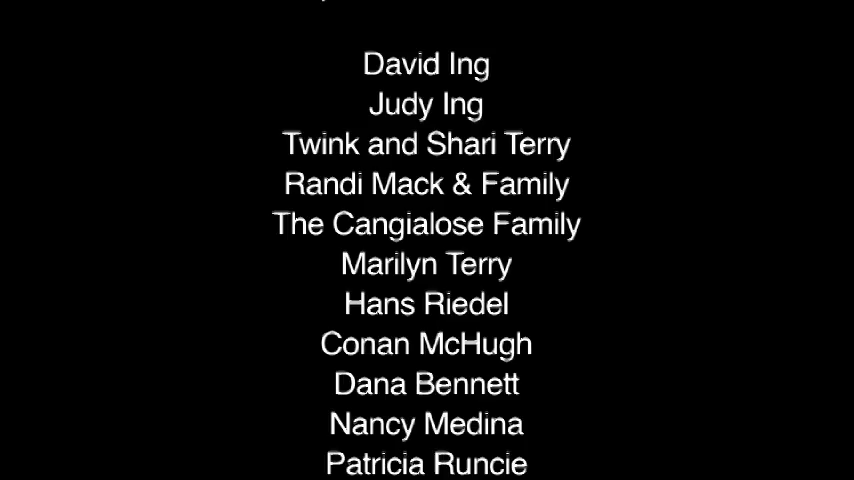 David Ing
Judy Ing
Twink and Shari Terry
Randi Mack & Family
The Cangialose Family
Marilyn Terry
Hans Riedel
Conan McHugh
Dana Bennett
Nancy Medina
Patricia Runcie